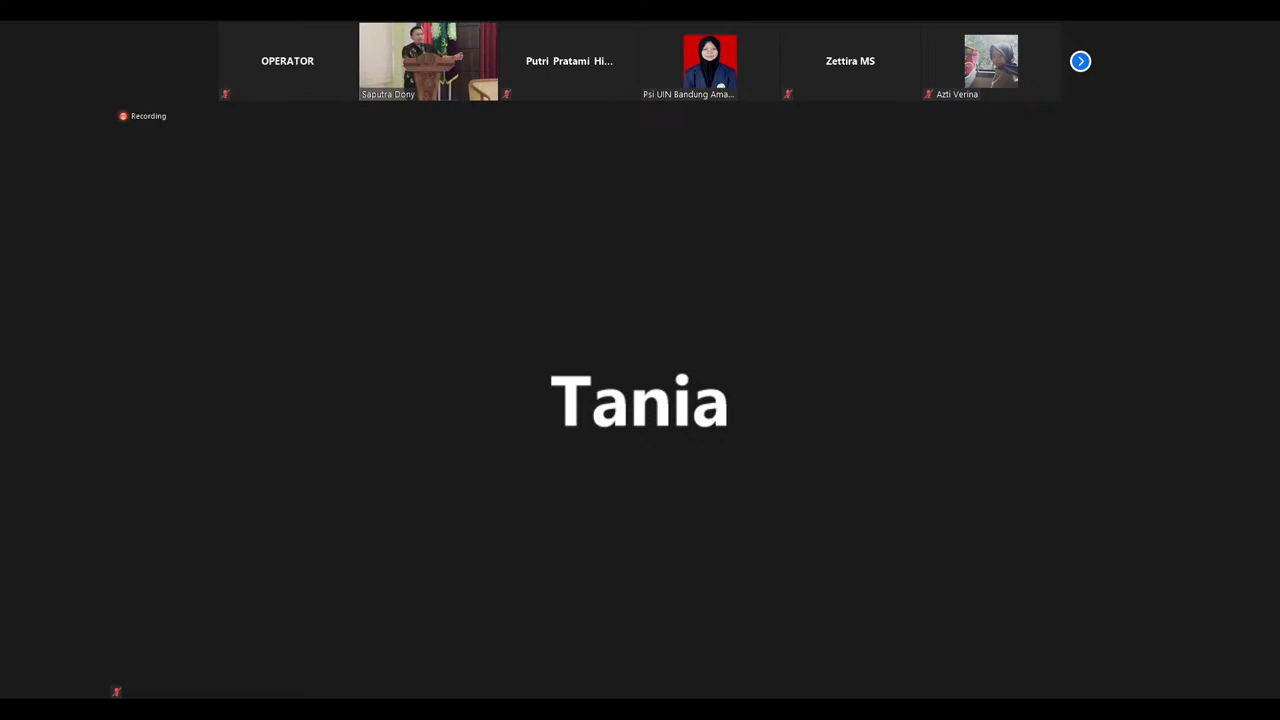 OPERATOR
Saputra Dony
Putri Pratami Hi...
Psi UIN Bandung Ama...
Zettira MS
Azti Verina
Recording
Tania